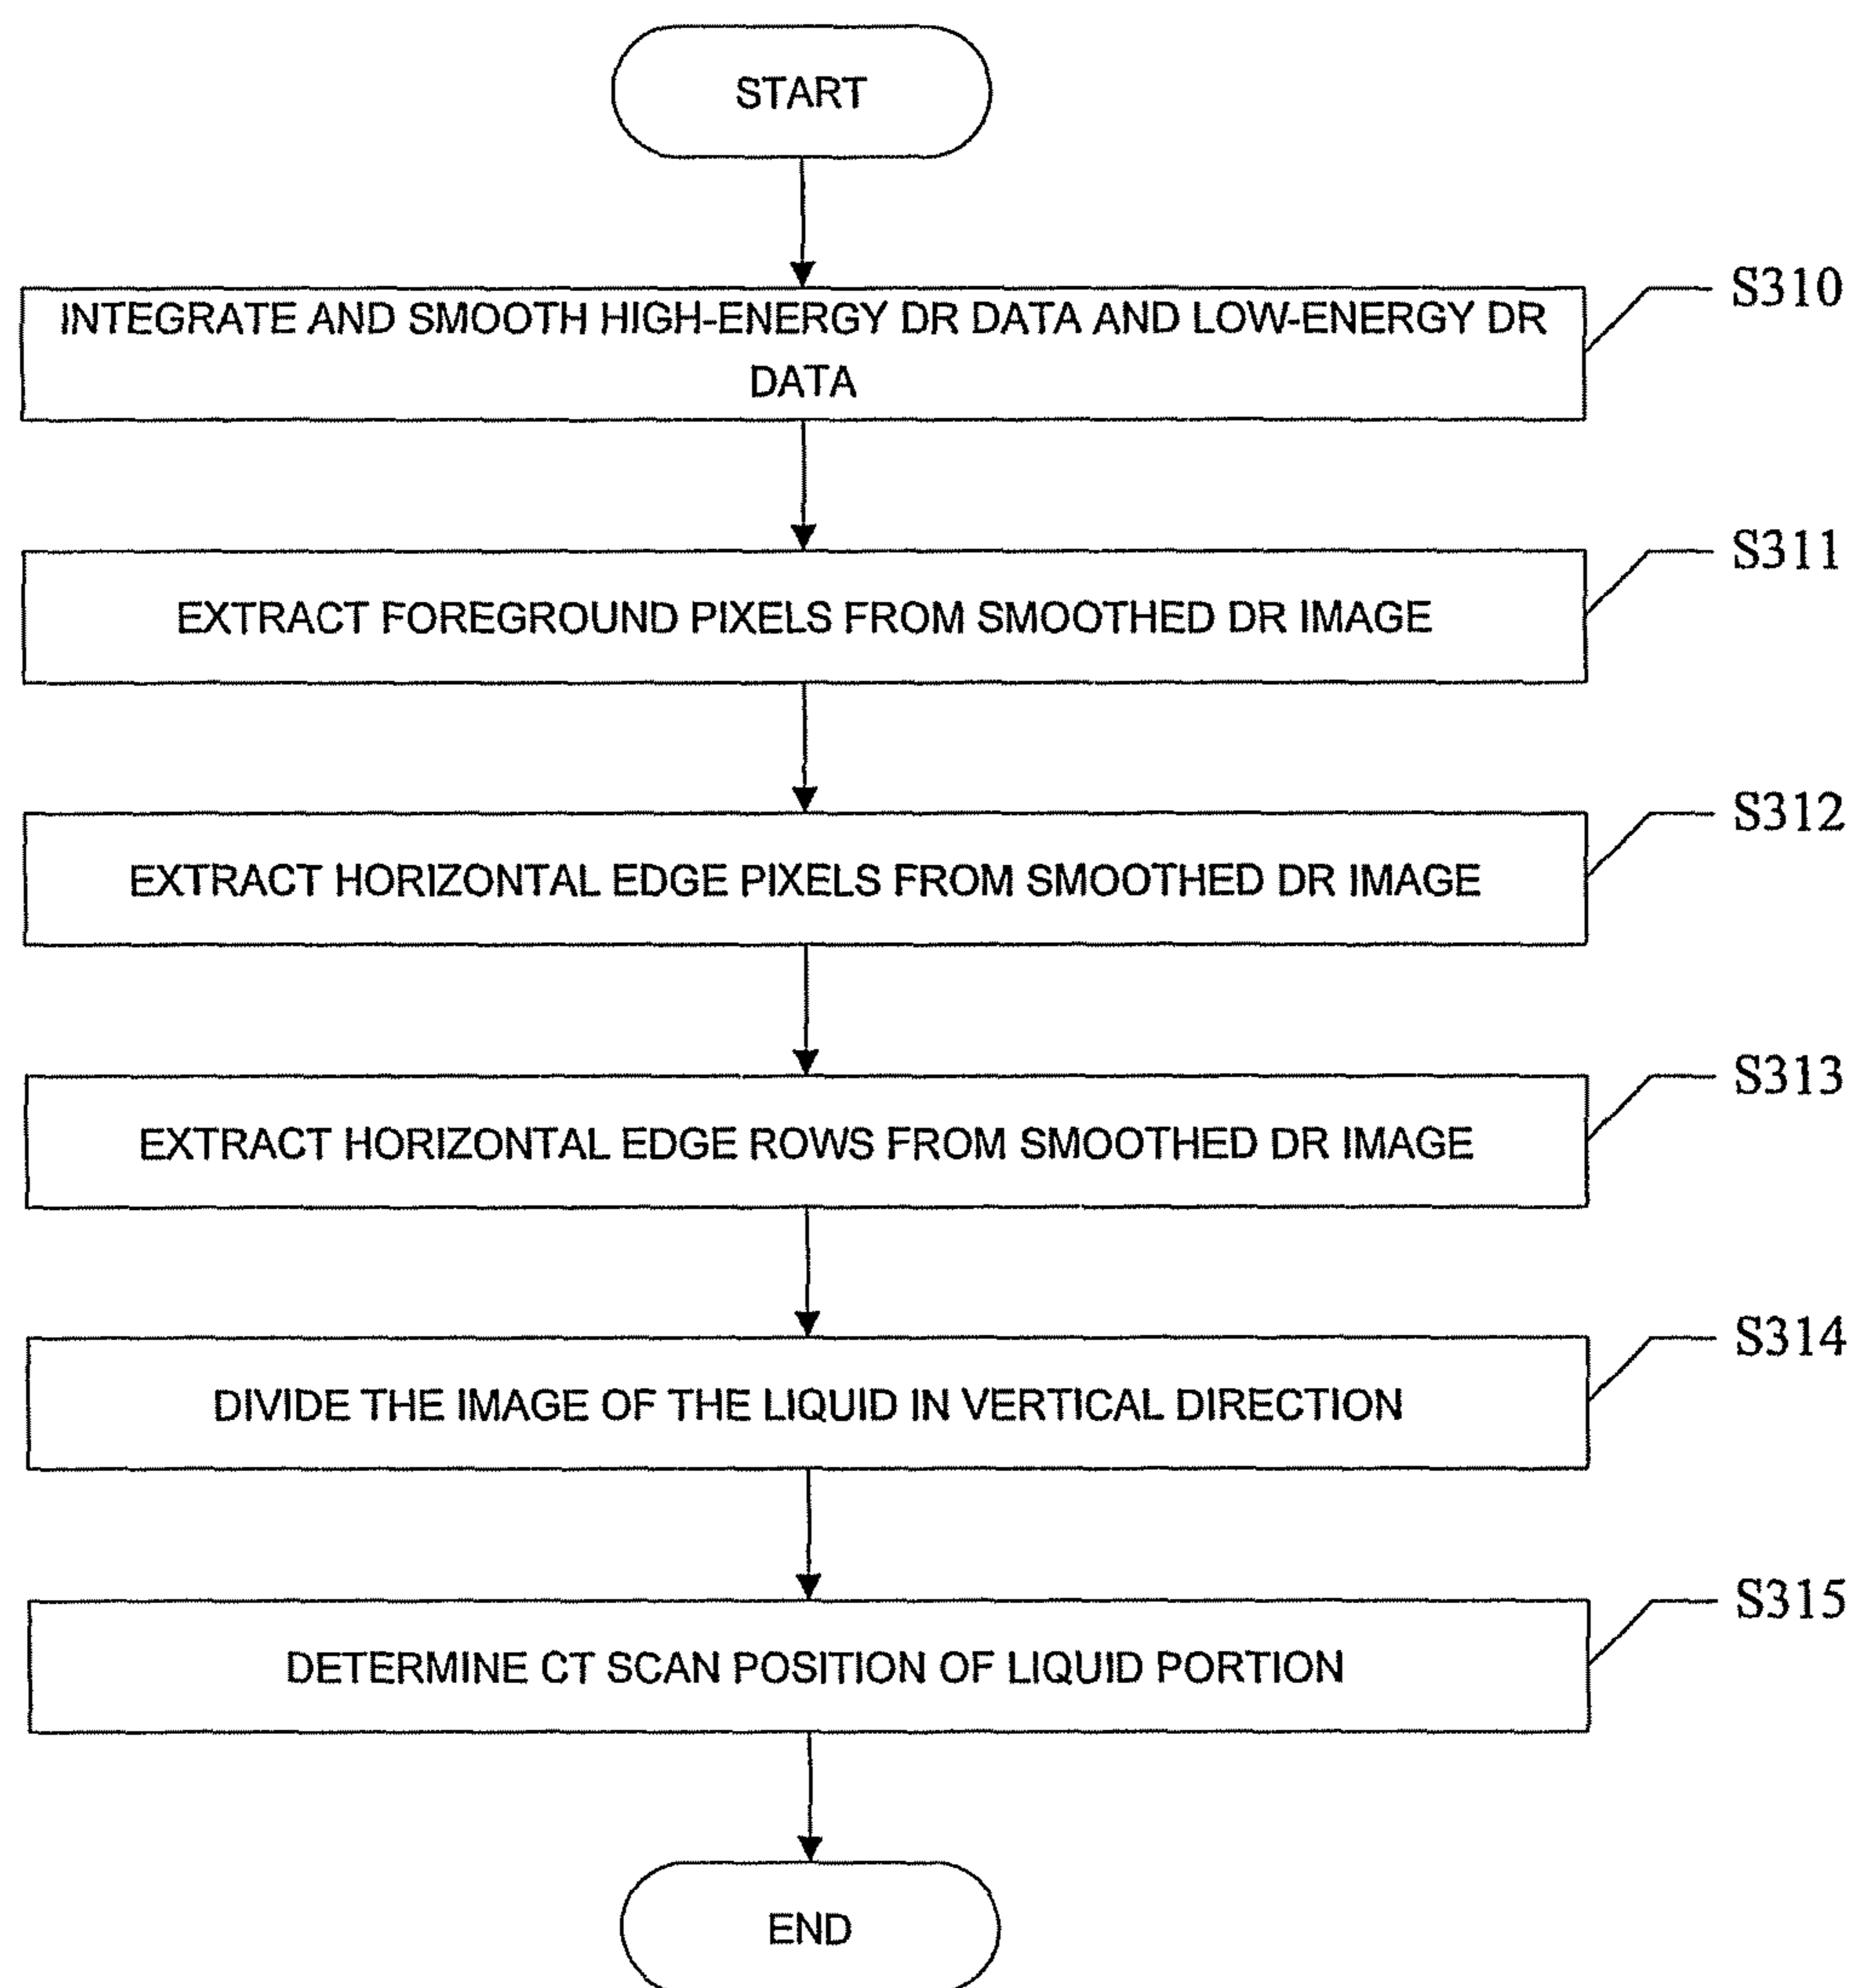 START
S310
INTEGRATE AND SMOOTH HIGH-ENERGY DR DATA AND LOW-ENERGY DR
DATA
S311
EXTRACT FOREGROUND PIXELS FROM SMOOTHED DR IMAGE
S312
EXTRACT HORIZONTAL EDGE PIXELS FROM SMOOTHED DR IMAGE
S313
EXTRACT HORIZONTAL EDGE ROWS FROM SMOOTHED DR IMAGE
S314
DIVIDE THE IMAGE OF THE LIQUID IN VERTICAL DIRECTION
S315
DETERMINE CT SCAN POSITION OF LIQUID PORTION
END